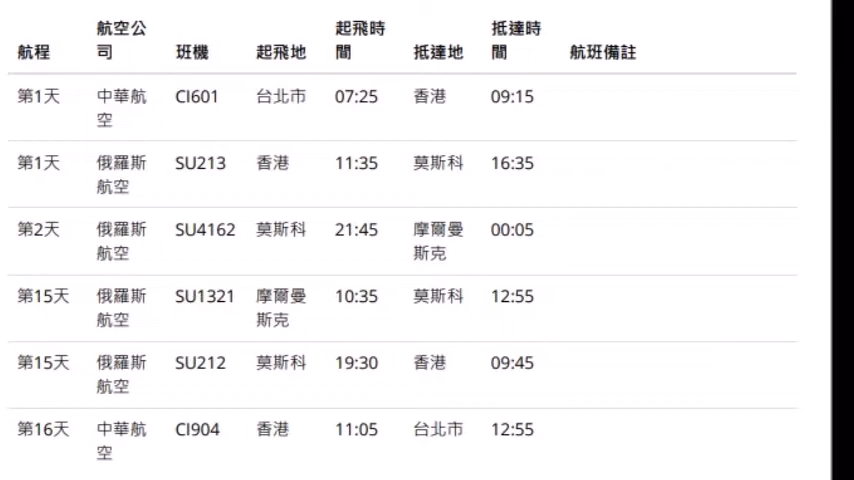 航程 航空公司 班機 起飛地 起飛時間 抵達地 抵達時間 航班備註
第1天 中華航空 CI601 台北市 07:25 香港 09:15
第1天 俄羅斯航空 SU213 香港 11:35 莫斯科 16:35
第2天 俄羅斯航空 SU4162 莫斯科 21:45 摩爾曼斯克 00:05
第15天 俄羅斯航空 SU1321 摩爾曼斯克 10:35 莫斯科 12:55
第15天 俄羅斯航空 SU212 莫斯科 19:30 香港 09:45
第16天 中華航空 CI904 香港 11:05 台北市 12:55